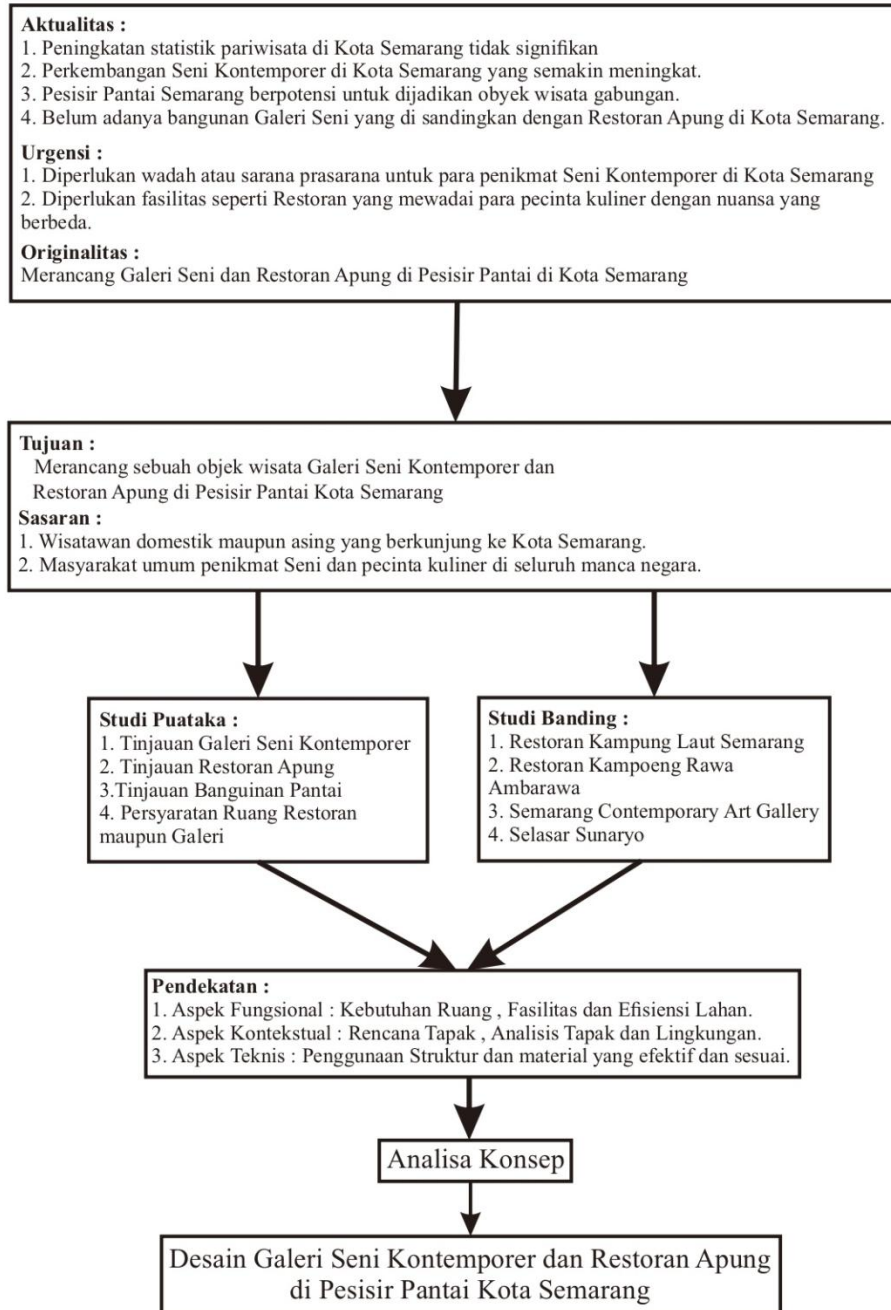 Aktualitas :
1. Peningkatan statistik pariwisata di Kota Semarang tidak signifikan
2. Perkembangan Seni Kontemporer di Kota Semarang yang semakin meningkat.
3. Pesisir Pantai Semarang berpotensi untuk dijadikan obyek wisata gabungan.
4. Belum adanya bangunan Galeri Seni yang di sandingkan dengan Restoran Apung di Kota Semarang.
Urgensi :
1. Diperlukan wadah atau sarana prasarana untuk para penikmat Seni Kontemporer di Kota Semarang
2. Diperlukan fasilitas seperti Restoran yang mewadai para pecinta kuliner dengan nuansa yang
berbeda.
Originalitas :
Merancang Galeri Seni dan Restoran Apung di Pesisir Pantai di Kota Semarang
Tujuan :
Merancang sebuah objek wisata Galeri Seni Kontemporer dan
Restoran Apung di Pesisir Pantai Kota Semarang
Sasaran :
1. Wisatawan domestik maupun asing yang berkunjung ke Kota Semarang.
2. Masyarakat umum penikmat Seni dan pecinta kuliner di seluruh manca negara.
Studi Puataka :
1. Tinjauan Galeri Seni Kontemporer
2. Tinjauan Restoran Apung
3.Tinjauan Banguinan Pantai
4. Persyaratan Ruang Restoran
maupun Galeri
Studi Banding :
1. Restoran Kampung Laut Semarang
2. Restoran Kampoeng Rawa
Ambarawa
3. Semarang Contemporary Art Gallery
4. Selasar Sunaryo
Pendekatan :
1. Aspek Fungsional : Kebutuhan Ruang , Fasilitas dan Efisiensi Lahan.
2. Aspek Kontekstual : Rencana Tapak , Analisis Tapak dan Lingkungan.
3. Aspek Teknis : Penggunaan Struktur dan material yang efektif dan sesuai.
Analisa Konsep
Desain Galeri Seni Kontemporer dan Restoran Apung
di Pesisir Pantai Kota Semarang